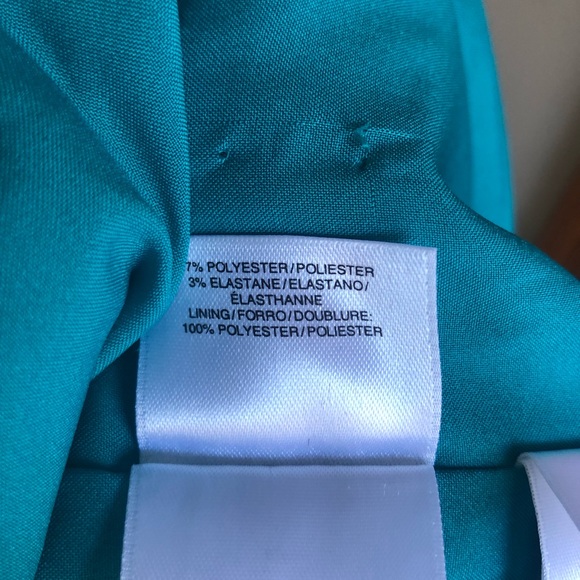 7% POLYESTER/POLIESTER
3% ELASTANE/ELASTANO/
ÉLASTHANNE
LINING/FORRO/DOUBLURE:
100% POLYESTER/POLIESTER